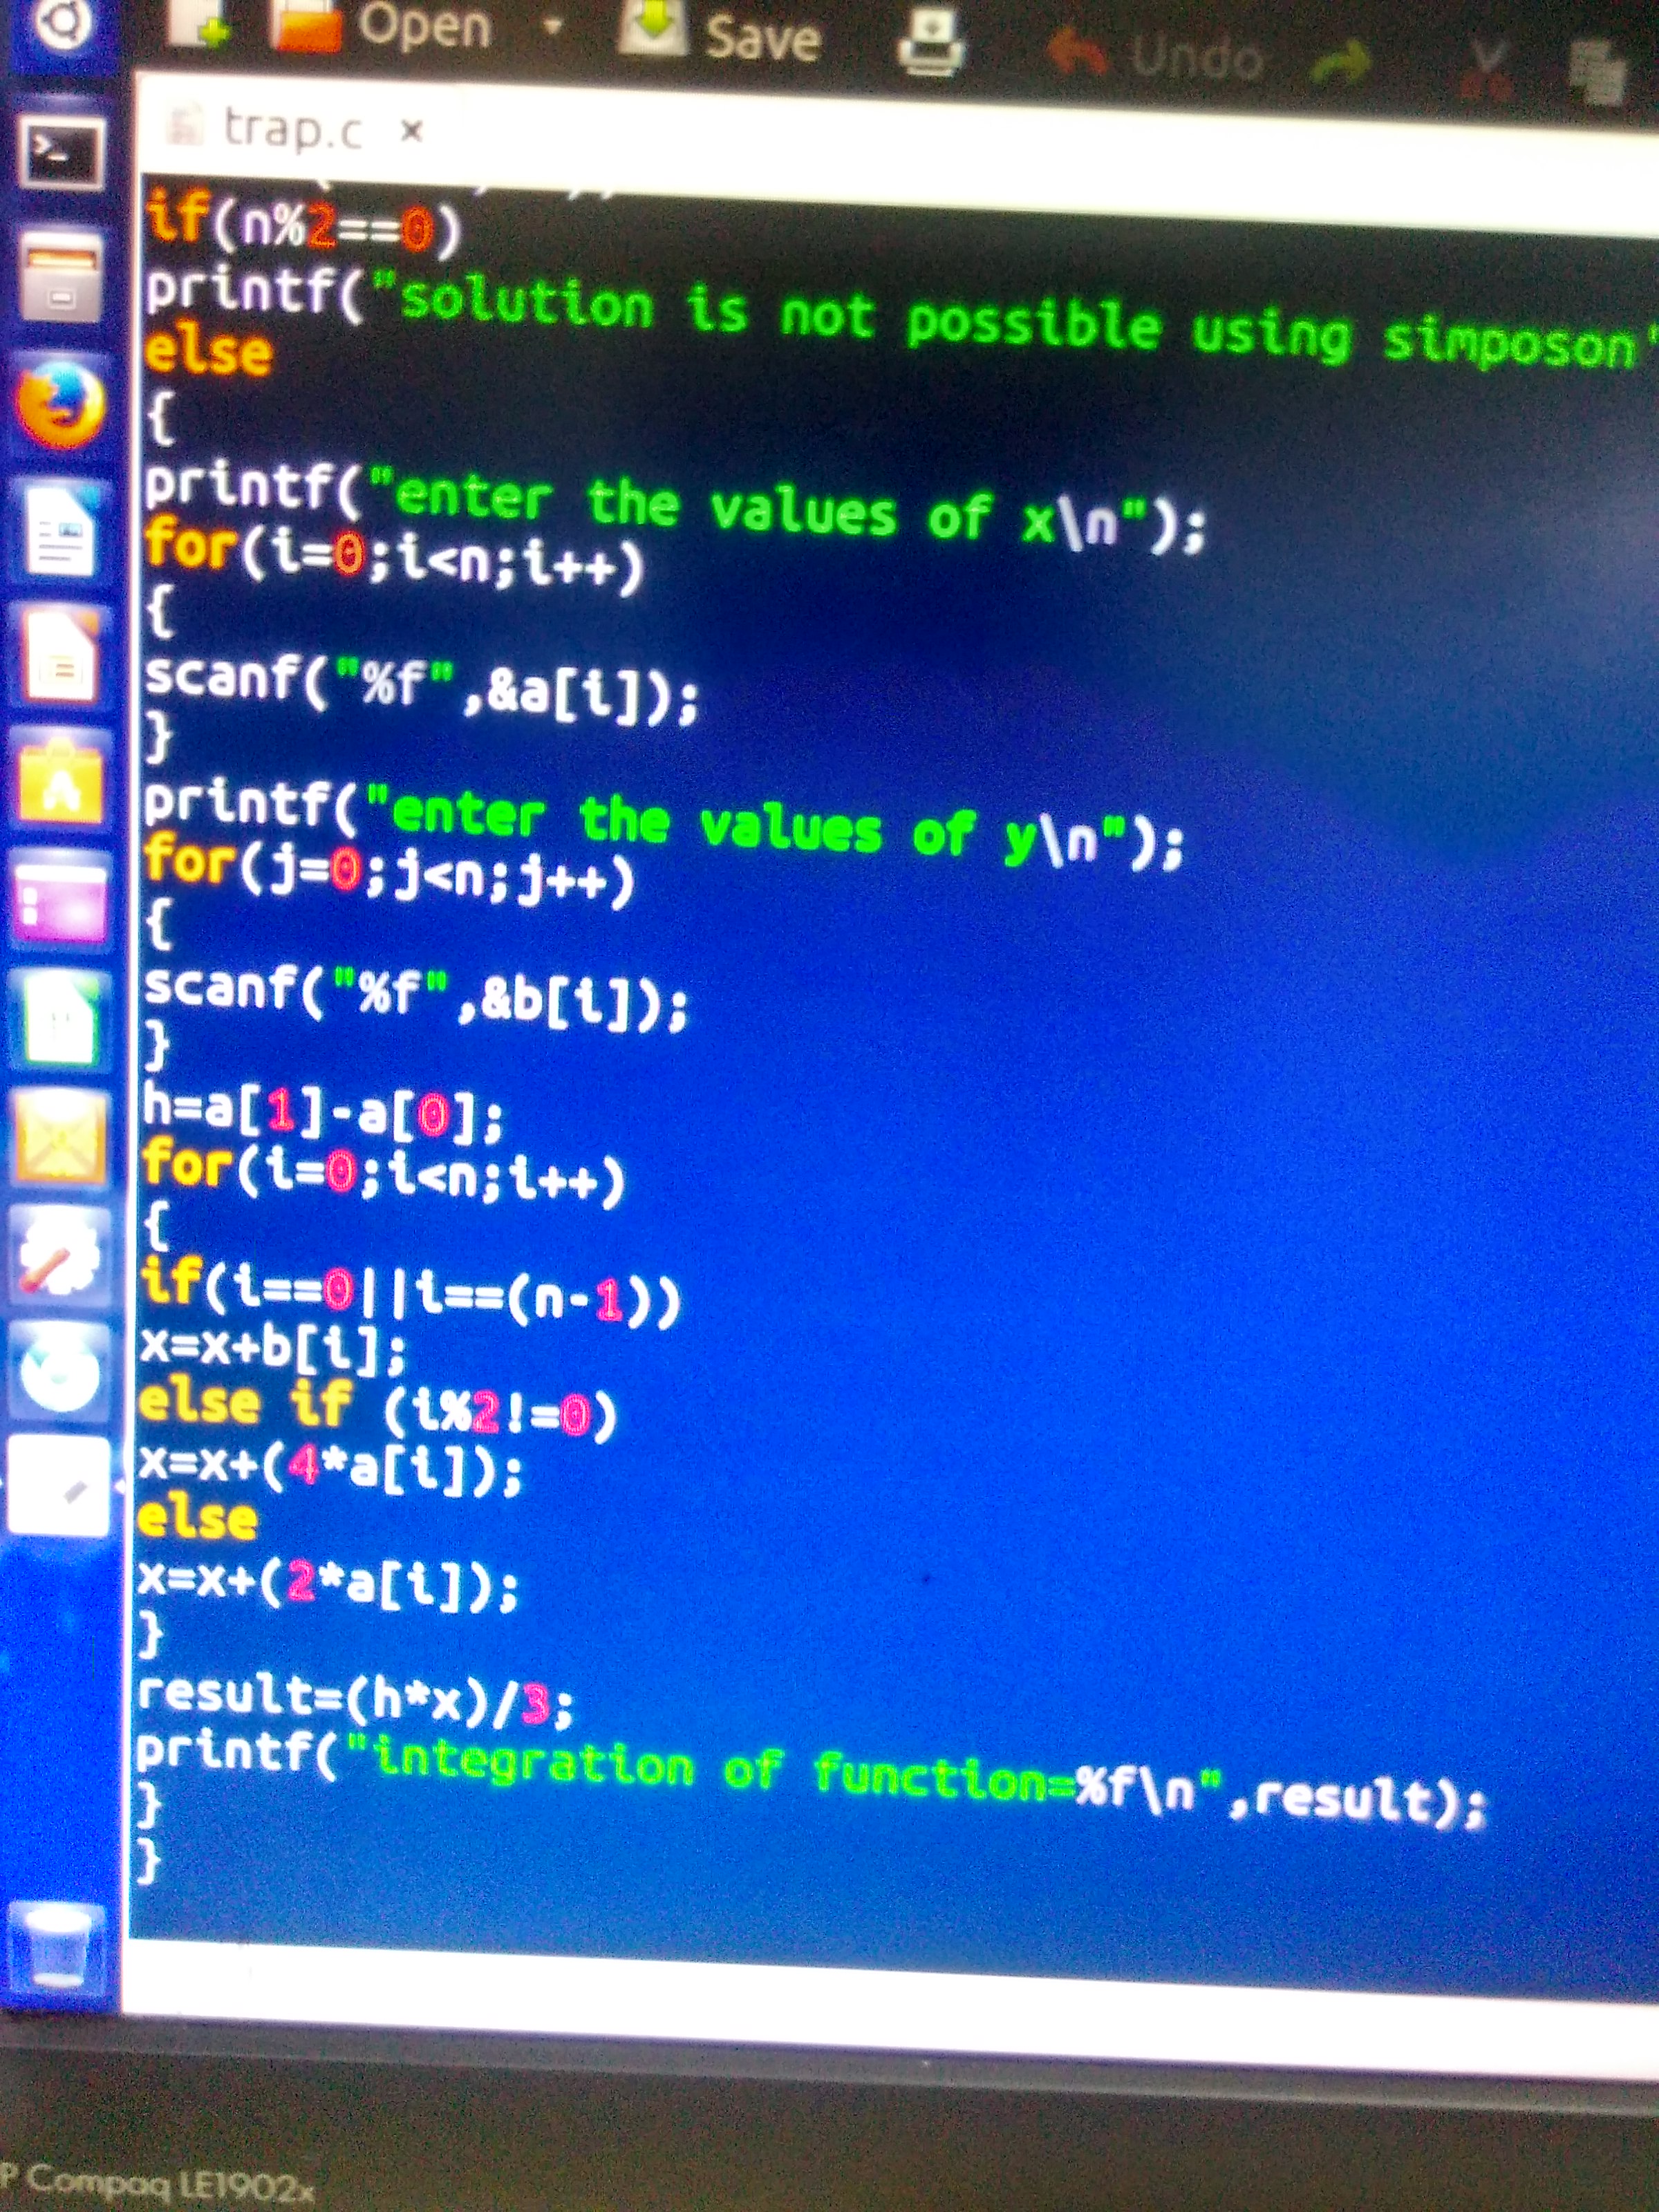 Open Save Undo
trap.c ×
if(n%2==0)
printf("solution is not possible using simposon"
else
{
printf("enter the values of x\n");
for(i=0;i<n;i++)
{
scanf("%f",&a[i]);
}
printf("enter the values of y\n");
for(j=0;j<n;j++)
{
scanf("%f",&b[i]);
}
h=a[1]-a[0];
for(i=0;i<n;i++)
{
if(i==0||i==(n-1))
x=x+b[i];
else if (i%2!=0)
x=x+(4*a[i]);
else
x=x+(2*a[i]);
}
result=(h*x)/3;
printf("integration of function=%f\n",result);
}
}
P Compaq LE1902x